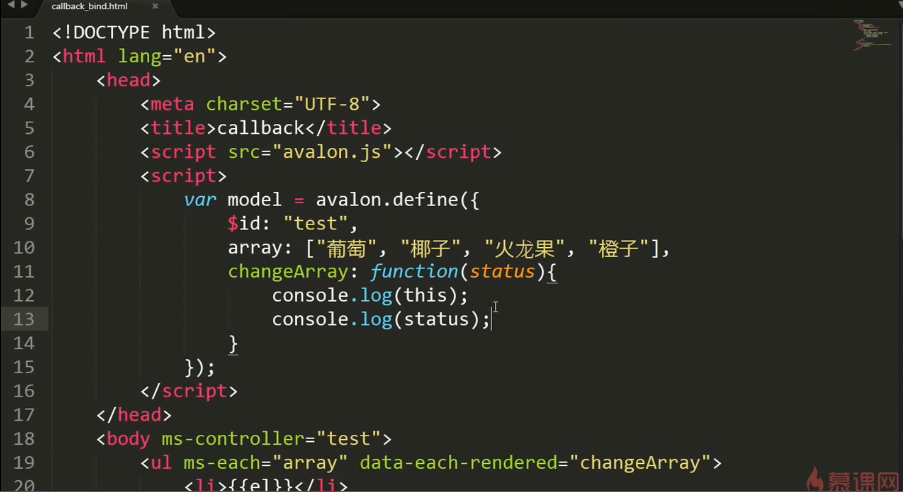 callback_bind.html
1 <!DOCTYPE html>
2 <html lang="en">
3 <head>
4 <meta charset="UTF-8">
5 <title>callback</title>
6 <script src="avalon.js"></script>
7 <script>
8 var model = avalon.define({
9 $id: "test",
10 array: ["葡萄", "椰子", "火龙果", "橙子"],
11 changeArray: function(status){
12 console.log(this);
13 console.log(status);
14 }
15 });
16 </script>
17 </head>
18 <body ms-controller="test">
19 <ul ms-each="array" data-each-rendered="changeArray">
20 <li>{{el}}</li>
慕课网